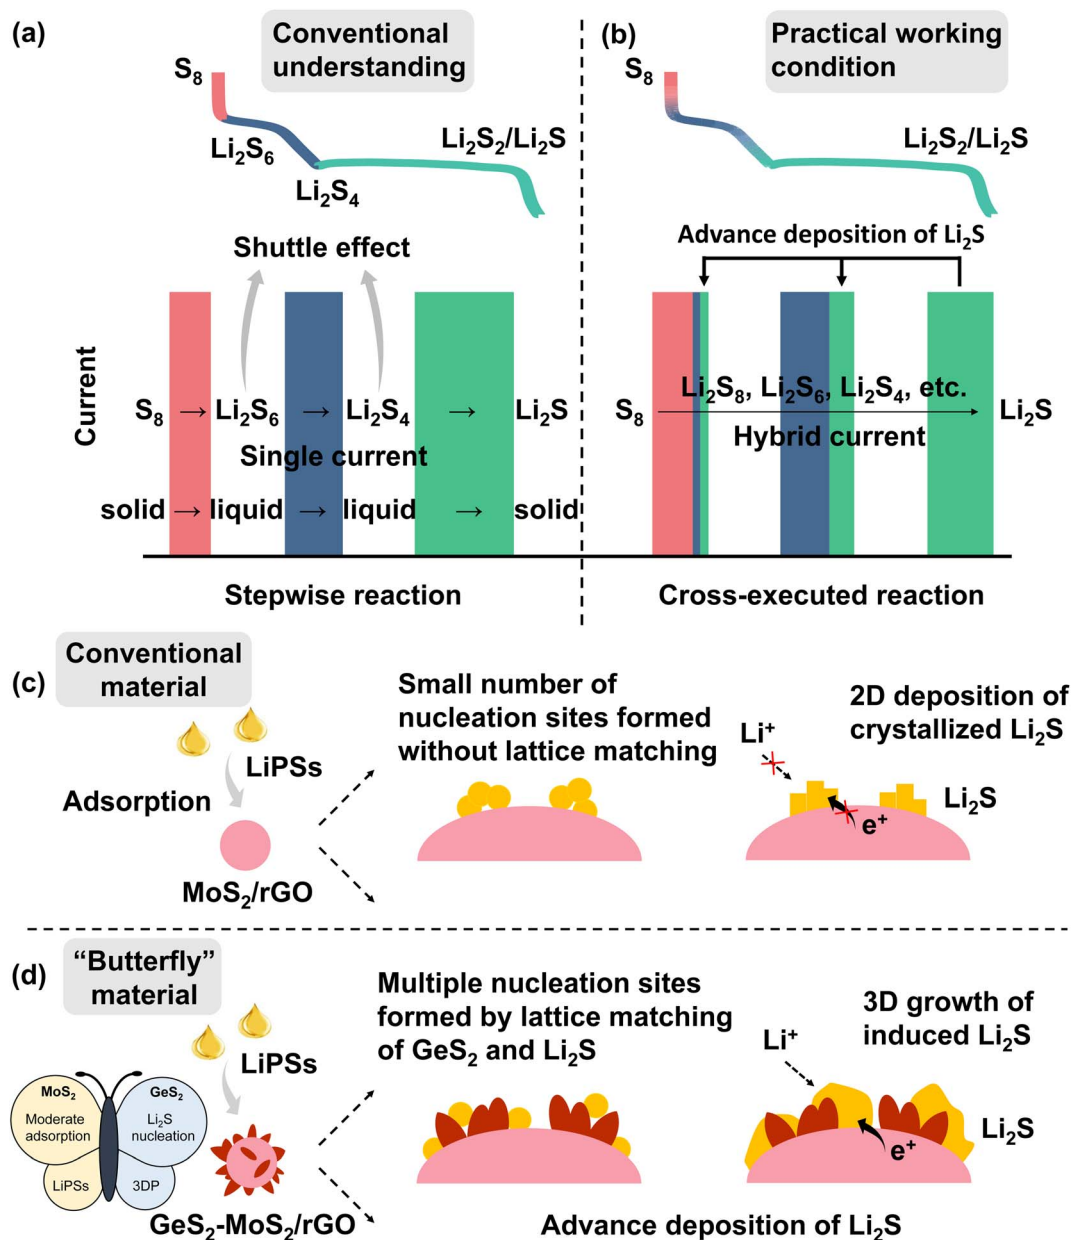 (a)
Conventional
understanding
S₈
Li₂S₆
Li₂S₄
Li₂S₂/Li₂S
Shuttle effect
Current
S₈ → Li₂S₆ → Li₂S₄ → Li₂S
Single current
solid → liquid → liquid → solid
Stepwise reaction
(b)
Practical working
condition
S₈
Li₂S₂/Li₂S
Advance deposition of Li₂S
Li₂S₈, Li₂S₆, Li₂S₄, etc.
S₈
Li₂S
Hybrid current
Cross-executed reaction
(c)
Conventional
material
LiPSs
Adsorption
MoS₂/rGO
Small number of
nucleation sites formed
without lattice matching
2D deposition of
crystallized Li₂S
Li⁺
Li₂S
e⁺
(d)
“Butterfly”
material
LiPSs
MoS₂
Moderate
adsorption
LiPSs
GeS₂
Li₂S
nucleation
3DP
GeS₂-MoS₂/rGO
Multiple nucleation sites
formed by lattice matching
of GeS₂ and Li₂S
3D growth of
induced Li₂S
Li⁺
Li₂S
e⁺
Advance deposition of Li₂S